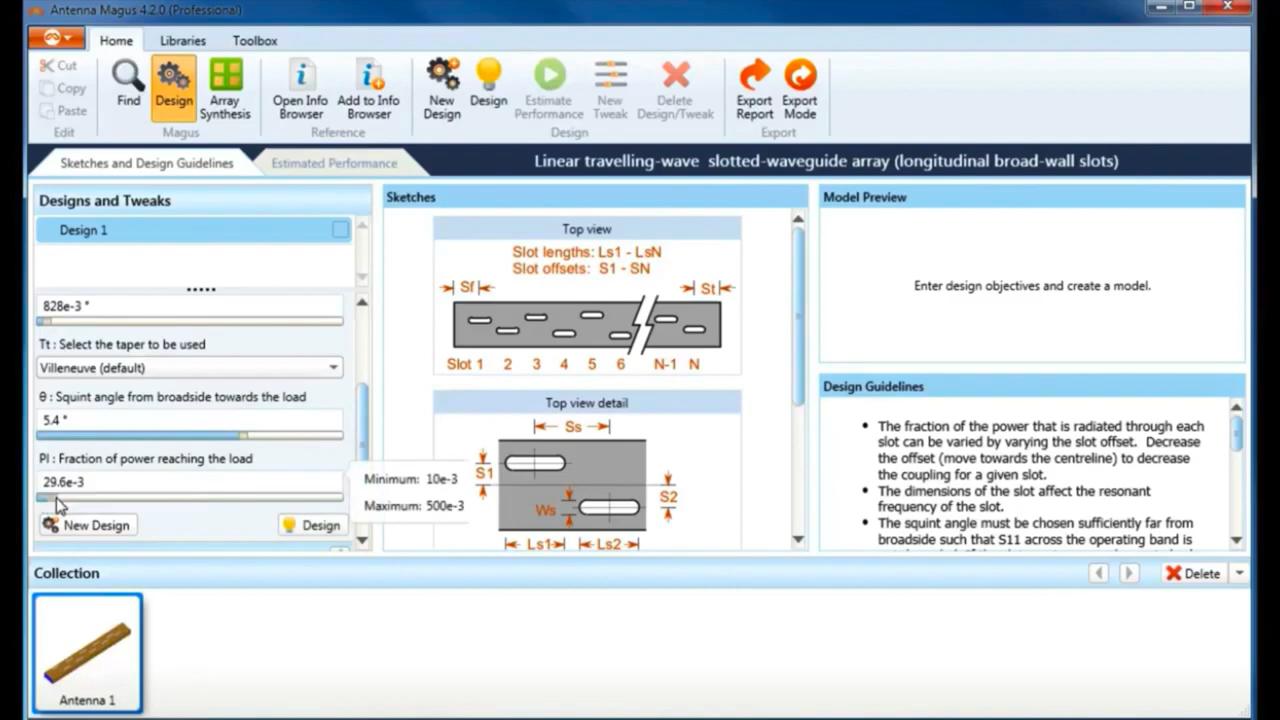 Antenna Magus 4.2.0 (Professional)
Home Libraries Toolbox
Cut
Copy
Paste
Edit
Find
Design
Array Synthesis
Magus
Open Info Browser
Add to Info Browser
Reference
New Design
Design
Estimate Performance
New Tweak
Delete Design/Tweak
Design
Export Report
Export Mode
Export
Sketches and Design Guidelines
Estimated Performance
Linear travelling-wave slotted-waveguide array (longitudinal broad-wall slots)
Designs and Tweaks
Design 1
828e-3 °
Tt : Select the taper to be used
Villeneuve (default)
θ : Squint angle from broadside towards the load
5.4 °
Pl : Fraction of power reaching the load
29.6e-3
Minimum: 10e-3
Maximum: 500e-3
New Design
Design
Sketches
Top view
Slot lengths: Ls1 - LsN
Slot offsets: S1 - SN
Sf
St
Slot 1 2 3 4 5 6 N-1 N
Top view detail
Ss
S1
S2
Ws
Ls1
Ls2
Model Preview
Enter design objectives and create a model.
Design Guidelines
• The fraction of the power that is radiated through each
slot can be varied by varying the slot offset. Decrease
the offset (move towards the centreline) to decrease
the coupling for a given slot.
• The dimensions of the slot affect the resonant
frequency of the slot.
• The squint angle must be chosen sufficiently far from
broadside such that S11 across the operating band is
Collection
Delete
Antenna 1